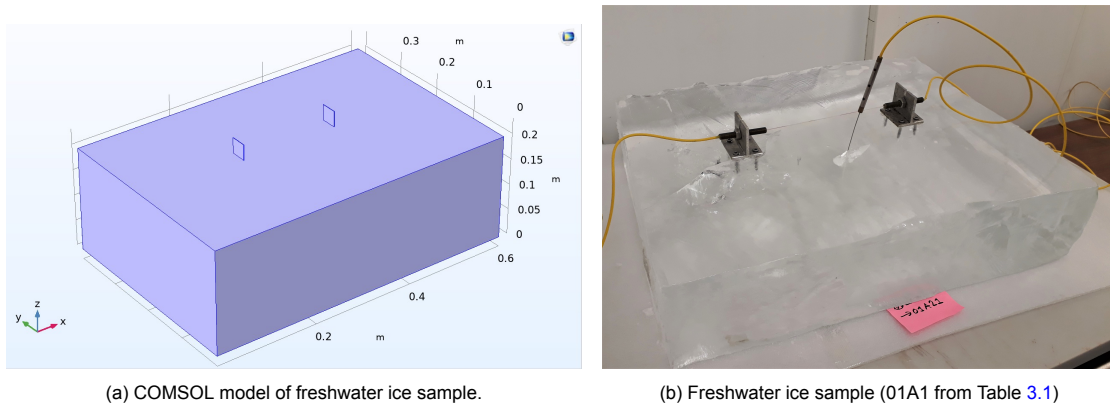 0.3
m
0.2
0.1
0
0.2
0.15
0.1
m
0.05
0
0.6
0.4
0.2
m
z
y
x
→01A21
(a) COMSOL model of freshwater ice sample.
(b) Freshwater ice sample (01A1 from Table 3.1)